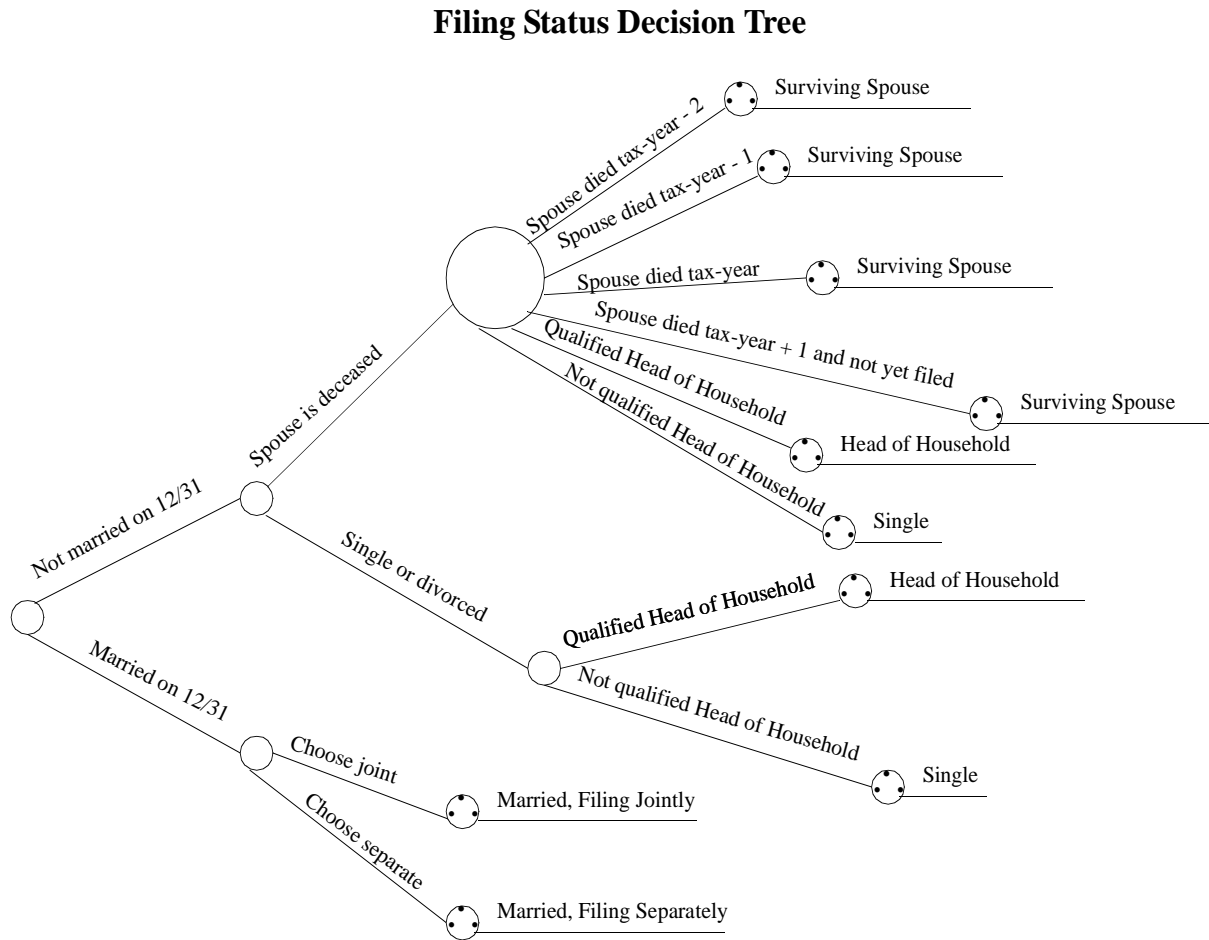 Filing Status Decision Tree
Spouse died tax-year - 2
Surviving Spouse
Spouse died tax-year - 1
Surviving Spouse
Spouse died tax-year
Surviving Spouse
Spouse died tax-year + 1 and not yet filed
Surviving Spouse
Qualified Head of Household
Head of Household
Not qualified Head of Household
Single
Spouse is deceased
Not married on 12/31
Single or divorced
Qualified Head of Household
Head of Household
Not qualified Head of Household
Single
Married on 12/31
Choose joint
Married, Filing Jointly
Choose separate
Married, Filing Separately